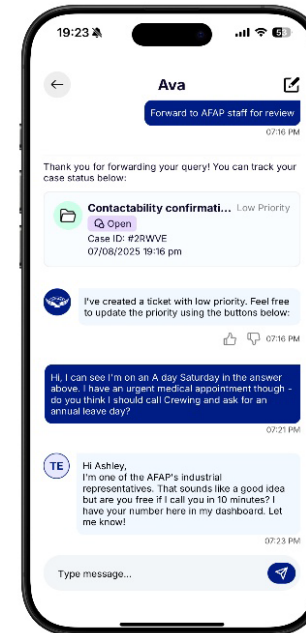 19:23
Ava
Forward to AFAP staff for review
07:16 PM
Thank you for forwarding your query! You can track your
case status below:
Contactability confirmati... Low Priority
Open
Case ID: #2RWVE
07/08/2025 19:16 pm
I've created a ticket with low priority. Feel free
to update the priority using the buttons below:
07:16 PM
Hi, I can see I'm on an A day Saturday in the answer
above. I have an urgent medical appointment though -
do you think I should call Crewing and ask for an
annual leave day?
07:21 PM
TE
Hi Ashley,
I'm one of the AFAP's industrial
representatives. That sounds like a good idea
but are you free if I call you in 10 minutes? I
have your number here in my dashboard. Let
me know!
07:23 PM
Type message...